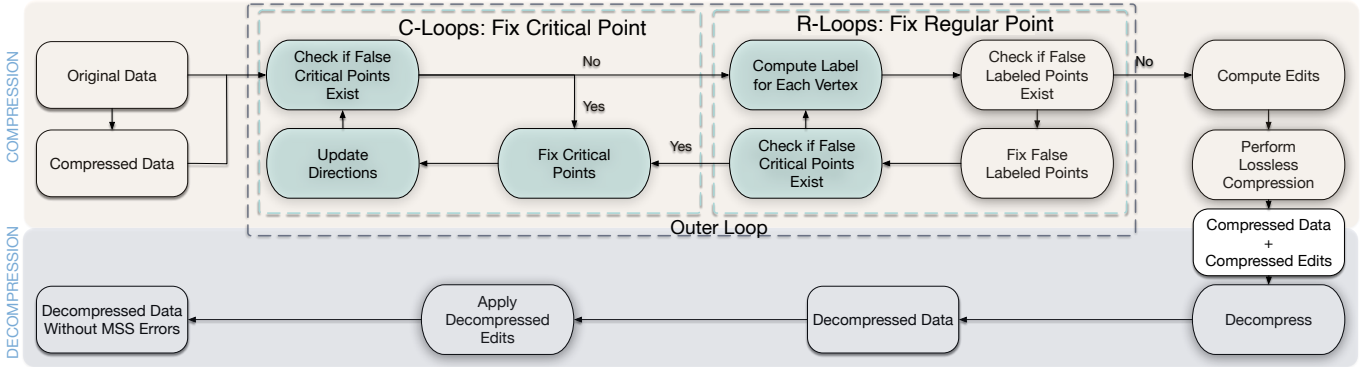 COMPRESSION
C-Loops: Fix Critical Point
R-Loops: Fix Regular Point
Original Data
Check if False
Critical Points
Exist
No
Compute Label
for Each Vertex
Check if False
Labeled Points
Exist
No
Compute Edits
Yes
Compressed Data
Update
Directions
Fix Critical
Points
Yes
Check if False
Critical Points
Exist
Fix False
Labeled Points
Perform
Lossless
Compression
Outer Loop
Compressed Data
+
Compressed Edits
DECOMPRESSION
Decompressed Data
Without MSS Errors
Apply
Decompressed
Edits
Decompressed Data
Decompress